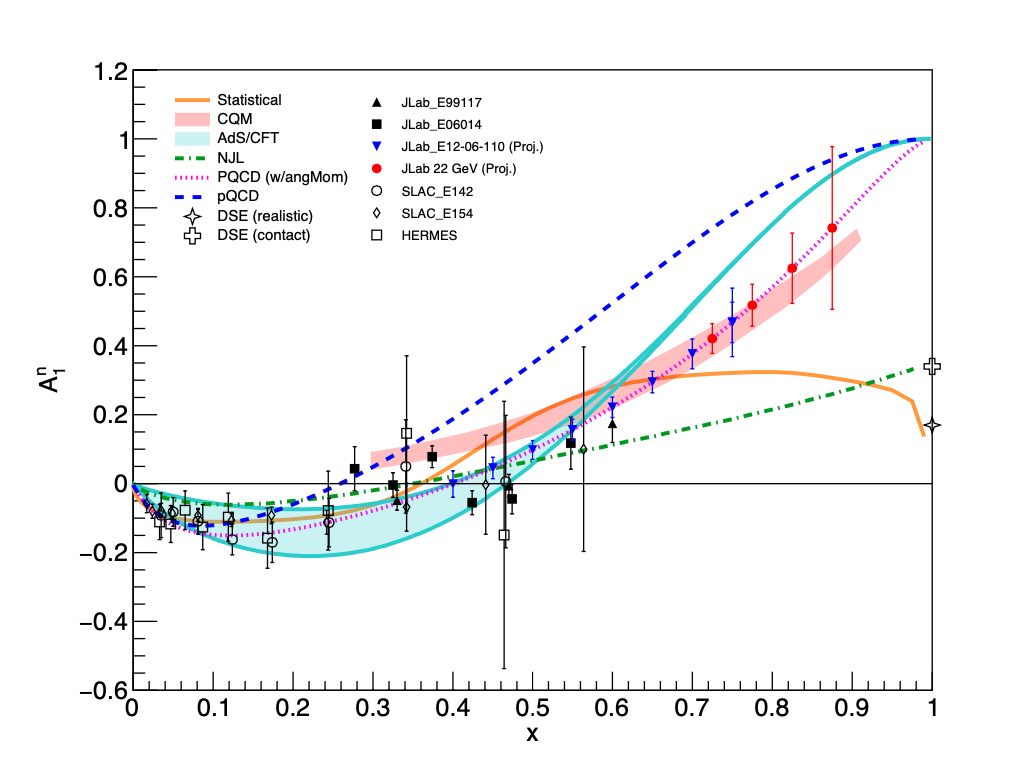 1.2
1
0.8
0.6
0.4
0.2
0
−0.2
−0.4
−0.6
A₁ⁿ
Statistical
CQM
AdS/CFT
NJL
PQCD (w/angMom)
pQCD
DSE (realistic)
DSE (contact)
JLab_E99117
JLab_E06014
JLab_E12-06-110 (Proj.)
JLab 22 GeV (Proj.)
SLAC_E142
SLAC_E154
HERMES
0 0.1 0.2 0.3 0.4 0.5 0.6 0.7 0.8 0.9 1
x